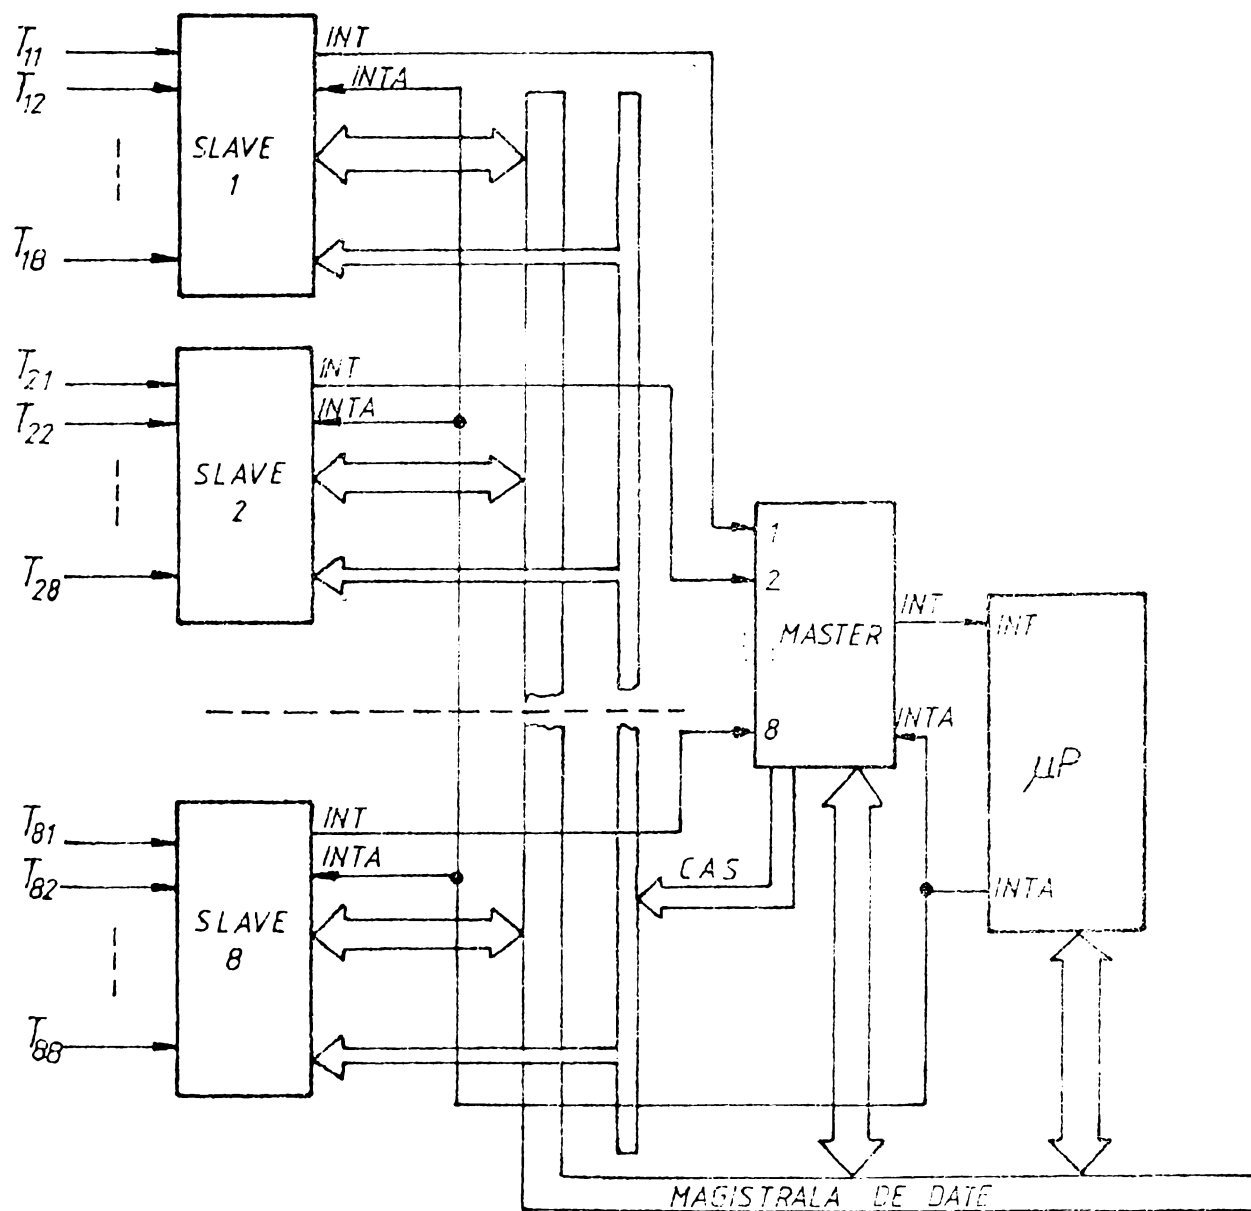 T11
INT
T12
INTA
SLAVE
1
T18
T21
INT
T22
INTA
SLAVE
2
T28
1
2
MASTER
8
INT
INTA
INT
µP
INTA
T81
INT
T82
INTA
SLAVE
8
T88
CAS
MAGISTRALA DE DATE